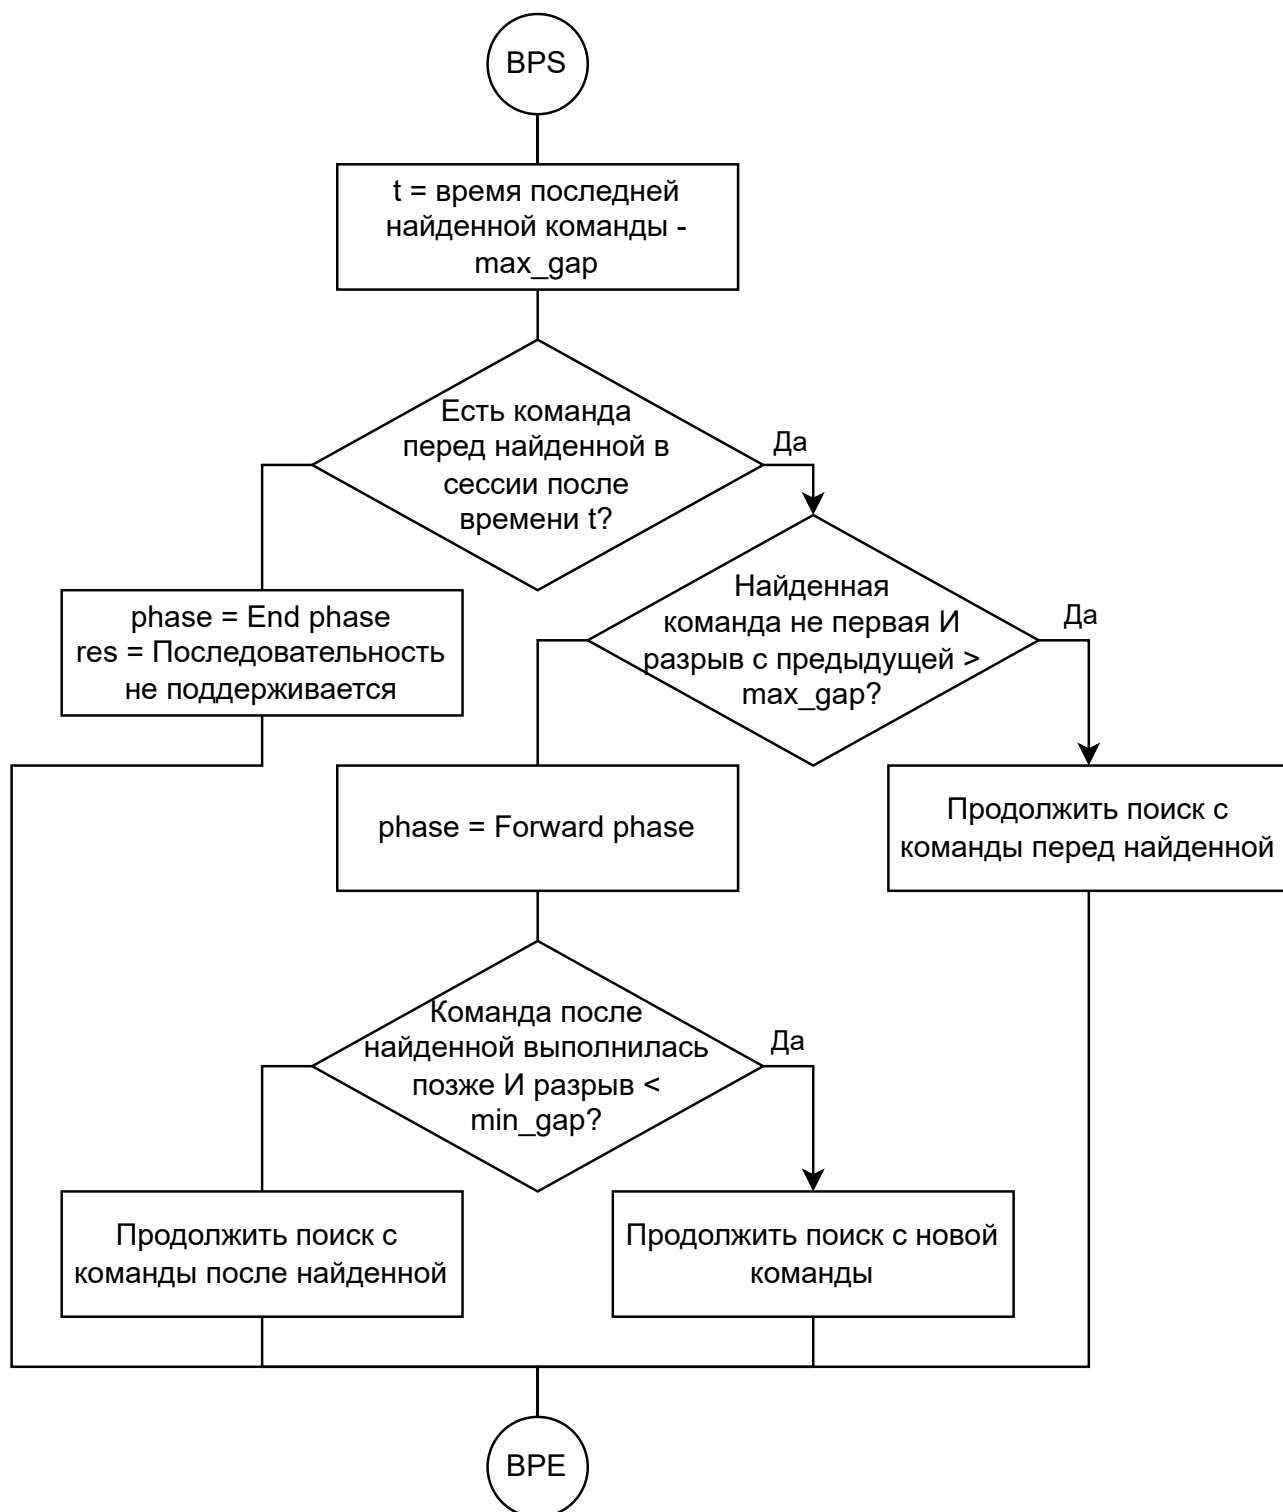 BPS
t = время последней
найденной команды -
max_gap
Есть команда
перед найденной в
сессии после
времени t?
Да
phase = End phase
res = Последовательность
не поддерживается
Найденная
команда не первая И
разрыв с предыдущей >
max_gap?
Да
phase = Forward phase
Продолжить поиск с
команды перед найденной
Команда после
найденной выполнилась
позже И разрыв <
min_gap?
Да
Продолжить поиск с
команды после найденной
Продолжить поиск с новой
команды
BPE